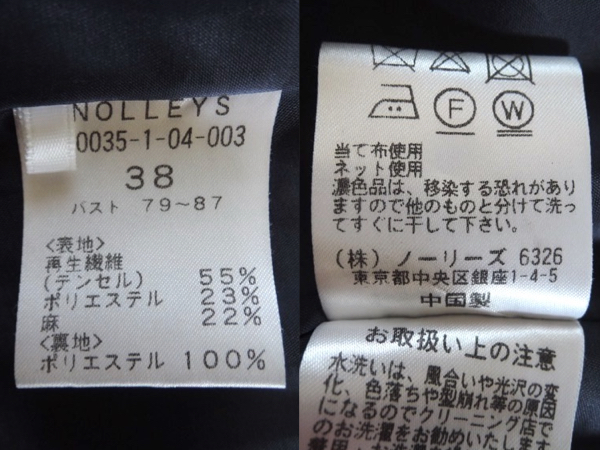 NOLLEYS
0035-1-04-003
38
バスト 79~87
<表地>
再生繊維
(テンセル) 55%
ポリエステル 23%
麻 22%
<裏地>
ポリエステル 100%
F W
当て布使用
ネット使用
濃色品は、移染する恐れがあり
ますので他のものと分けて洗っ
てすぐに干して下さい。
(株) ノーリーズ 6326
東京都中央区銀座1-4-5
中国製
お取扱い上の注意
水洗いは、風合いや光沢の変
化、色落ちや型崩れ等の原因
になるのでクリーニング店で
のお洗濯をお勧めいたします